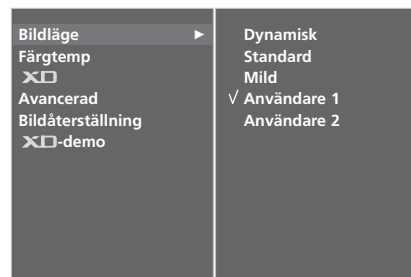 Bildläge ►
Färgtemp
XD
Avancerad
Bildåterställning
XD-demo
Dynamisk
Standard
Mild
√ Användare 1
Användare 2